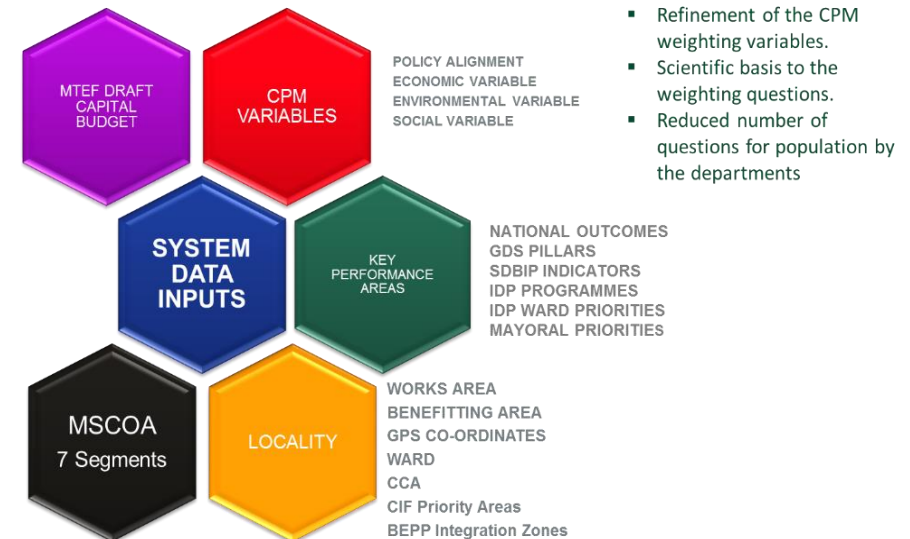 MTEF DRAFT
CAPITAL
BUDGET
CPM
VARIABLES
POLICY ALIGNMENT
ECONOMIC VARIABLE
ENVIRONMENTAL VARIABLE
SOCIAL VARIABLE
▪ Refinement of the CPM
weighting variables.
▪ Scientific basis to the
weighting questions.
▪ Reduced number of
questions for population by
the departments
SYSTEM
DATA
INPUTS
KEY
PERFORMANCE
AREAS
NATIONAL OUTCOMES
GDS PILLARS
SDBIP INDICATORS
IDP PROGRAMMES
IDP WARD PRIORITIES
MAYORAL PRIORITIES
MSCOA
7 Segments
LOCALITY
WORKS AREA
BENEFITTING AREA
GPS CO-ORDINATES
WARD
CCA
CIF Priority Areas
BEPP Integration Zones